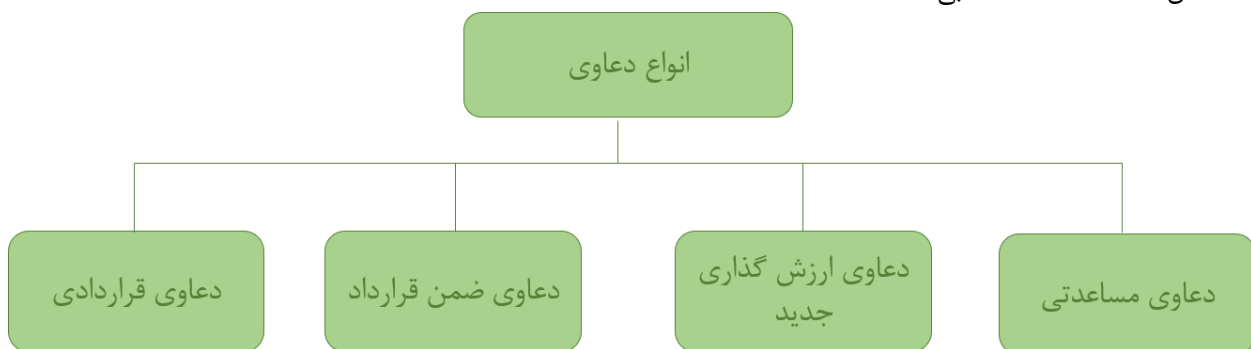 انواع دعاوی
دعاوی مساعدتی
دعاوی ارزش گذاری
جدید
دعاوی ضمن قرارداد
دعاوی قراردادی